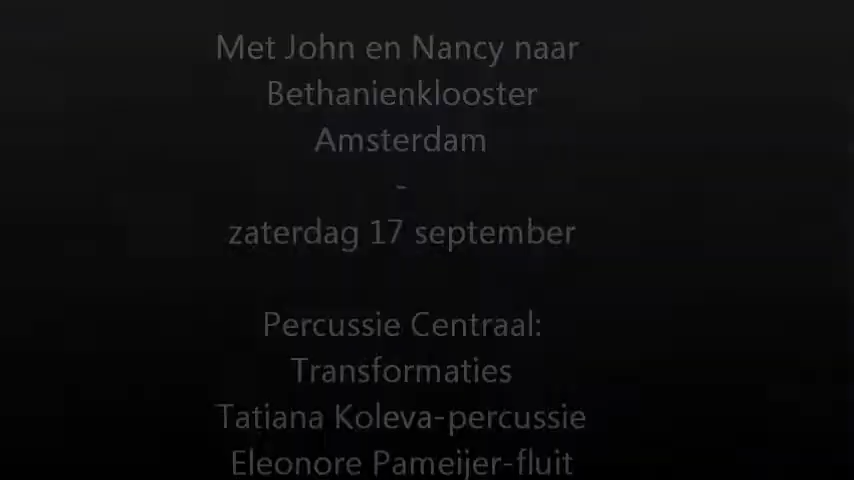 Met John en Nancy naar
Bethanienklooster
Amsterdam
-
zaterdag 17 september
Percussie Centraal:
Transformaties
Tatiana Koleva-percussie
Eleonore Pameijer-fluit